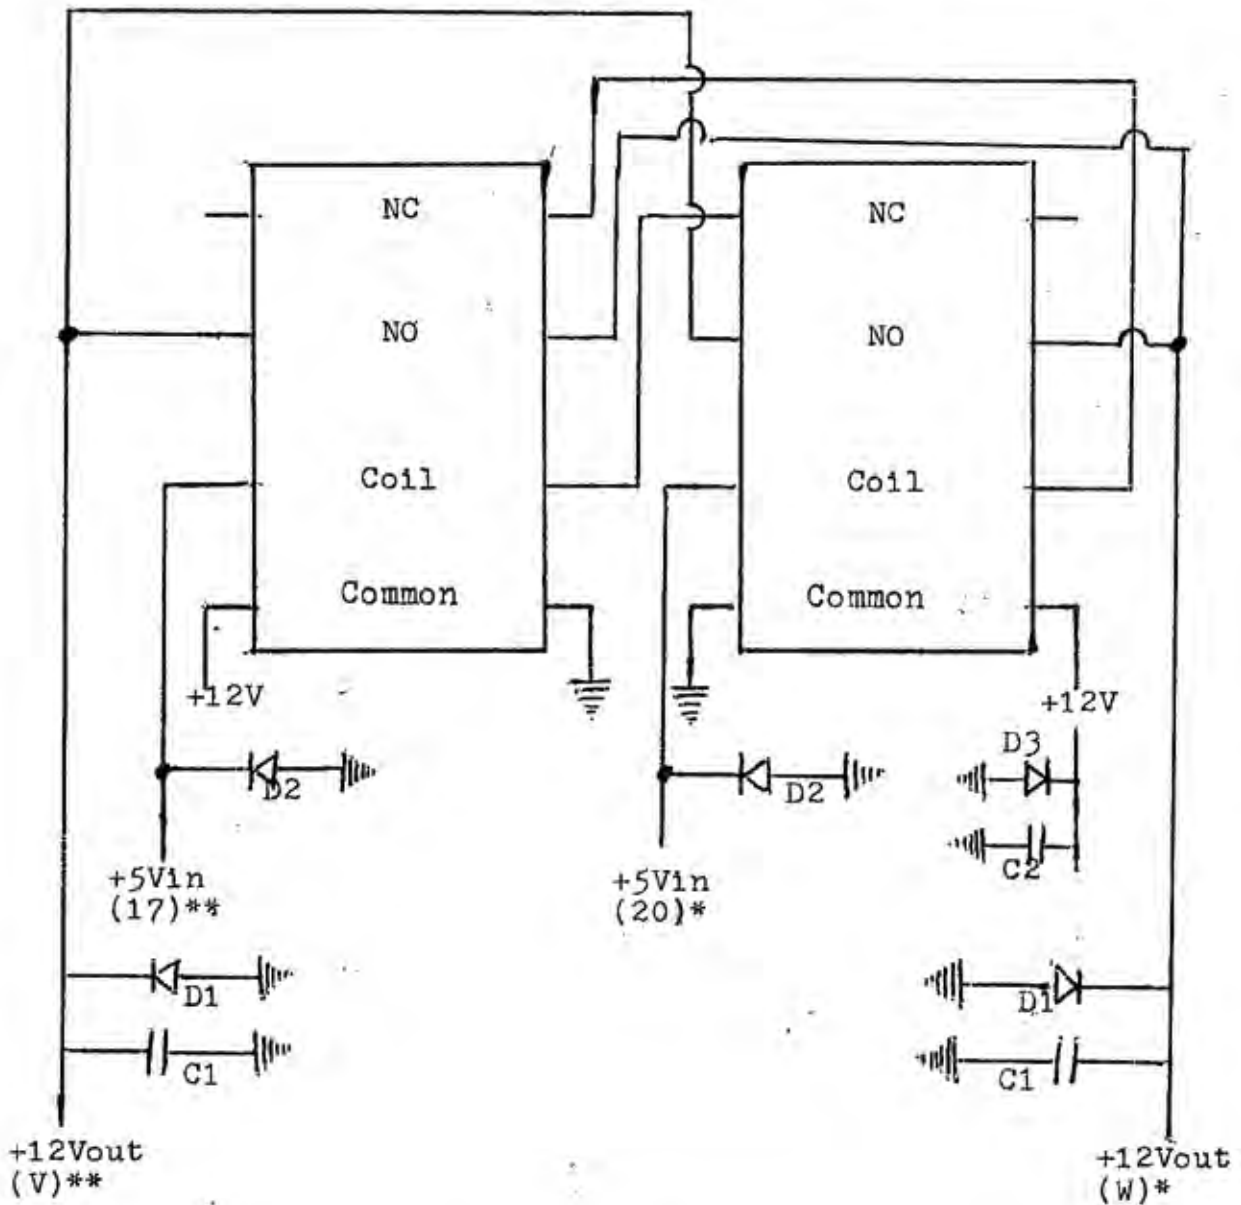 NC
NC
NO
NO
Coil
Coil
Common
Common
+12V
+12V
D3
D2
D2
C2
+5Vin
(17)**
+5Vin
(20)*
D1
D1
C1
C1
+12Vout
(V)**
+12Vout
(W)*